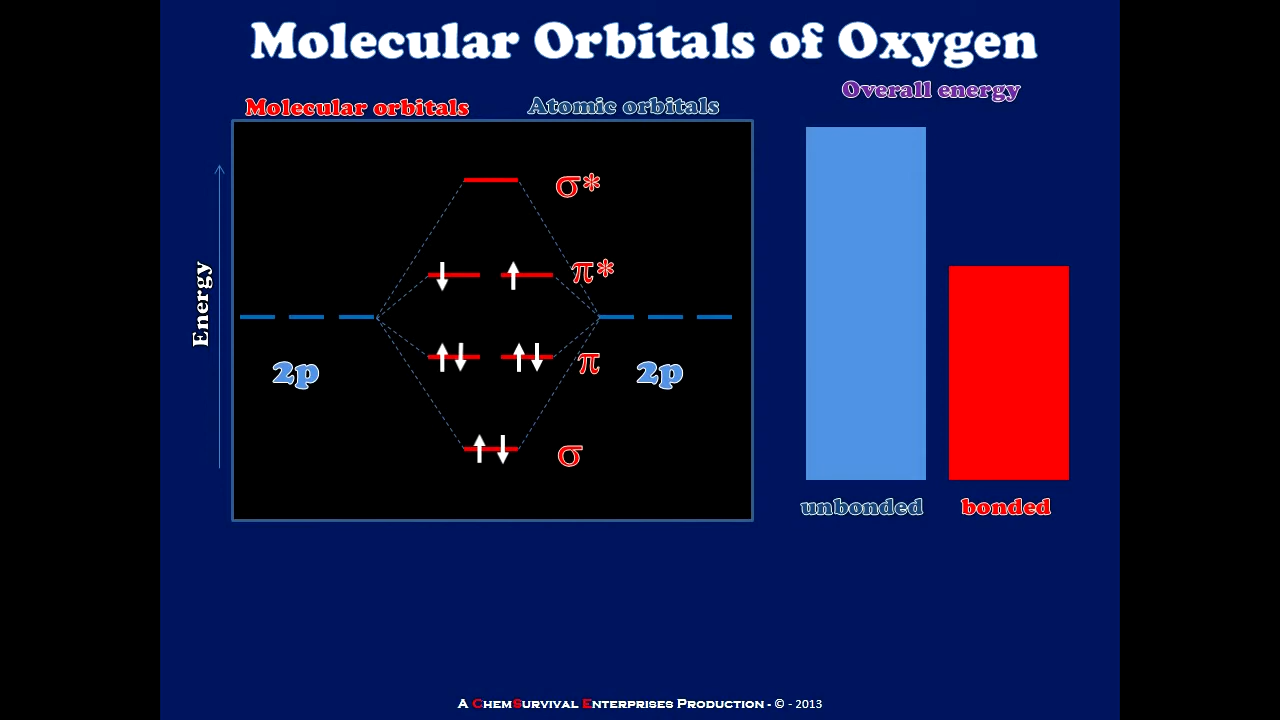 Molecular Orbitals of Oxygen
Overall energy
Molecular orbitals Atomic orbitals
σ*
π*
Energy
2p π 2p
σ
unbonded bonded
A ChemSurvival Enterprises Production - © - 2013